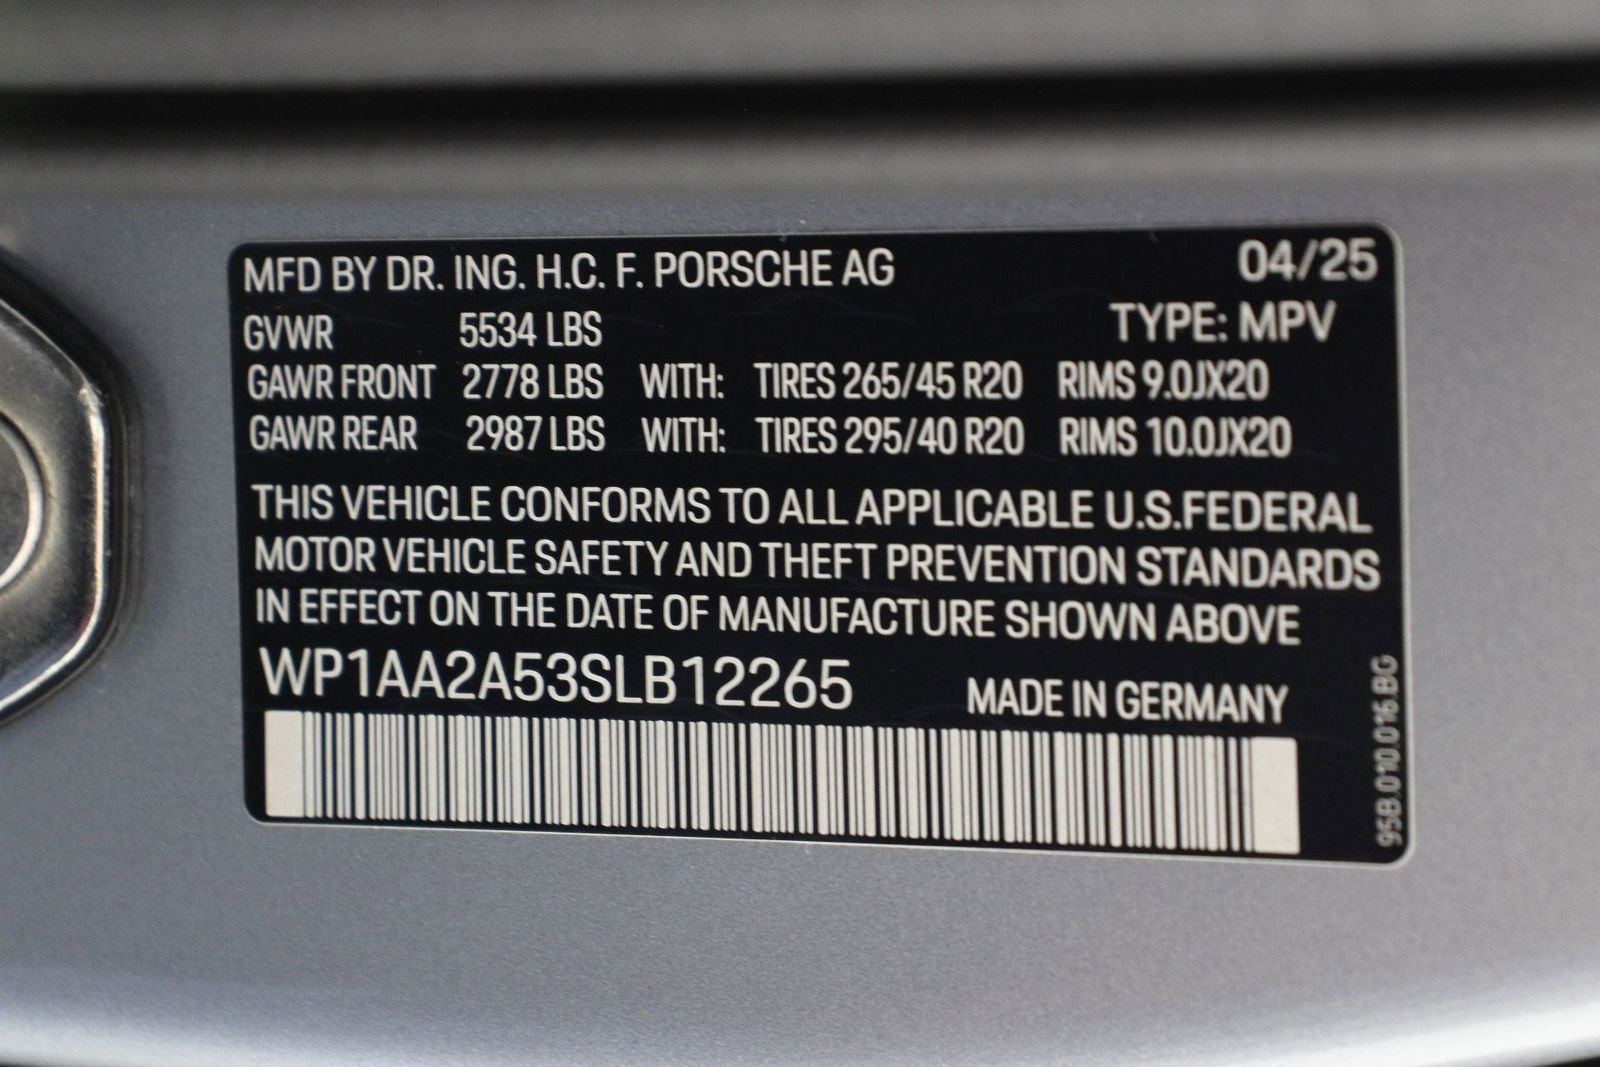 MFD BY DR. ING. H.C. F. PORSCHE AG 04/25
TYPE: MPV
GVWR 5534 LBS
GAWR FRONT 2778 LBS WITH: TIRES 265/45 R20 RIMS 9.0JX20
GAWR REAR 2987 LBS WITH: TIRES 295/40 R20 RIMS 10.0JX20
THIS VEHICLE CONFORMS TO ALL APPLICABLE U.S.FEDERAL
MOTOR VEHICLE SAFETY AND THEFT PREVENTION STANDARDS
IN EFFECT ON THE DATE OF MANUFACTURE SHOWN ABOVE
WP1AA2A53SLB12265 MADE IN GERMANY
95B.010.016.BG